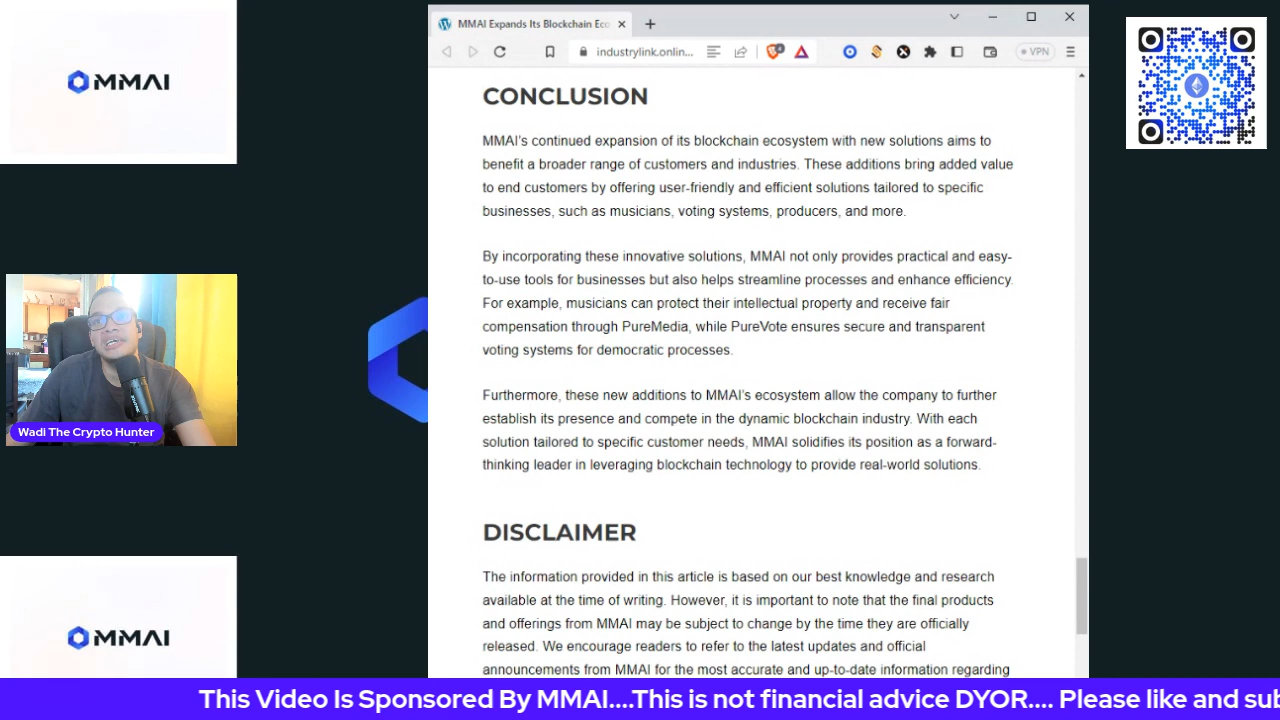 MMAI
MMAI Expands Its Blockchain Eco
industrylink.onlin...
VPN
CONCLUSION
MMAI's continued expansion of its blockchain ecosystem with new solutions aims to
benefit a broader range of customers and industries. These additions bring added value
to end customers by offering user-friendly and efficient solutions tailored to specific
businesses, such as musicians, voting systems, producers, and more.
By incorporating these innovative solutions, MMAI not only provides practical and easy-
to-use tools for businesses but also helps streamline processes and enhance efficiency.
For example, musicians can protect their intellectual property and receive fair
compensation through PureMedia, while PureVote ensures secure and transparent
voting systems for democratic processes.
Furthermore, these new additions to MMAI's ecosystem allow the company to further
establish its presence and compete in the dynamic blockchain industry. With each
solution tailored to specific customer needs, MMAI solidifies its position as a forward-
thinking leader in leveraging blockchain technology to provide real-world solutions.
DISCLAIMER
The information provided in this article is based on our best knowledge and research
available at the time of writing. However, it is important to note that the final products
and offerings from MMAI may be subject to change by the time they are officially
released. We encourage readers to refer to the latest updates and official
announcements from MMAI for the most accurate and up-to-date information regarding
Wadi The Crypto Hunter
MMAI
This Video Is Sponsored By MMAI....This is not financial advice DYOR.... Please like and sub